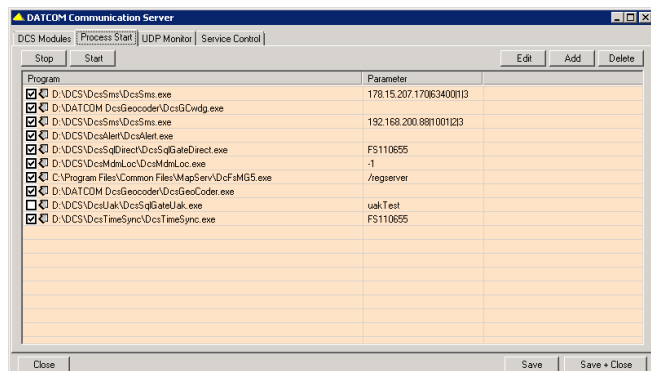 DATCOM Communication Server
DCS Modules Process Start UDP Monitor Service Control
Stop Start Edit Add Delete
Program Parameter
D:\DCS\DcsSms\DcsSms.exe 178.15.207.170|63400|1|3
D:\DATCOM DcsGeocoder\DcsGCwdg.exe
D:\DCS\DcsSms\DcsSms.exe 192.168.200.88|1001|2|3
D:\DCS\DcsAlert\DcsAlert.exe
D:\DCS\DcsSqlDirect\DcsSqlGateDirect.exe FS110655
D:\DCS\DcsMdmLoc\DcsMdmLoc.exe -1
C:\Program Files\Common Files\MapServ\DcFsMG5.exe /regserver
D:\DATCOM DcsGeocoder\DcsGeoCoder.exe
D:\DCS\DcsUak\DcsSqlGateUak.exe uakTest
D:\DCS\DcsTimeSync\DcsTimeSync.exe FS110655
Close Save Save + Close